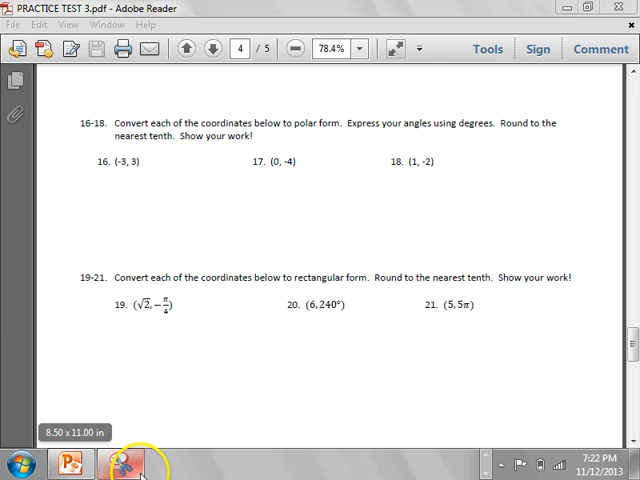 PRACTICE TEST 3.pdf - Adobe Reader
File Edit View Window Help
4 / 5 78.4% Tools Sign Comment
16-18. Convert each of the coordinates below to polar form. Express your angles using degrees. Round to the
nearest tenth. Show your work!
16. (-3, 3) 17. (0, -4) 18. (1, -2)
19-21. Convert each of the coordinates below to rectangular form. Round to the nearest tenth. Show your work!
19. (√2, −π/4) 20. (6, 240°) 21. (5, 5π)
8.50 x 11.00 in
7:22 PM
11/12/2013